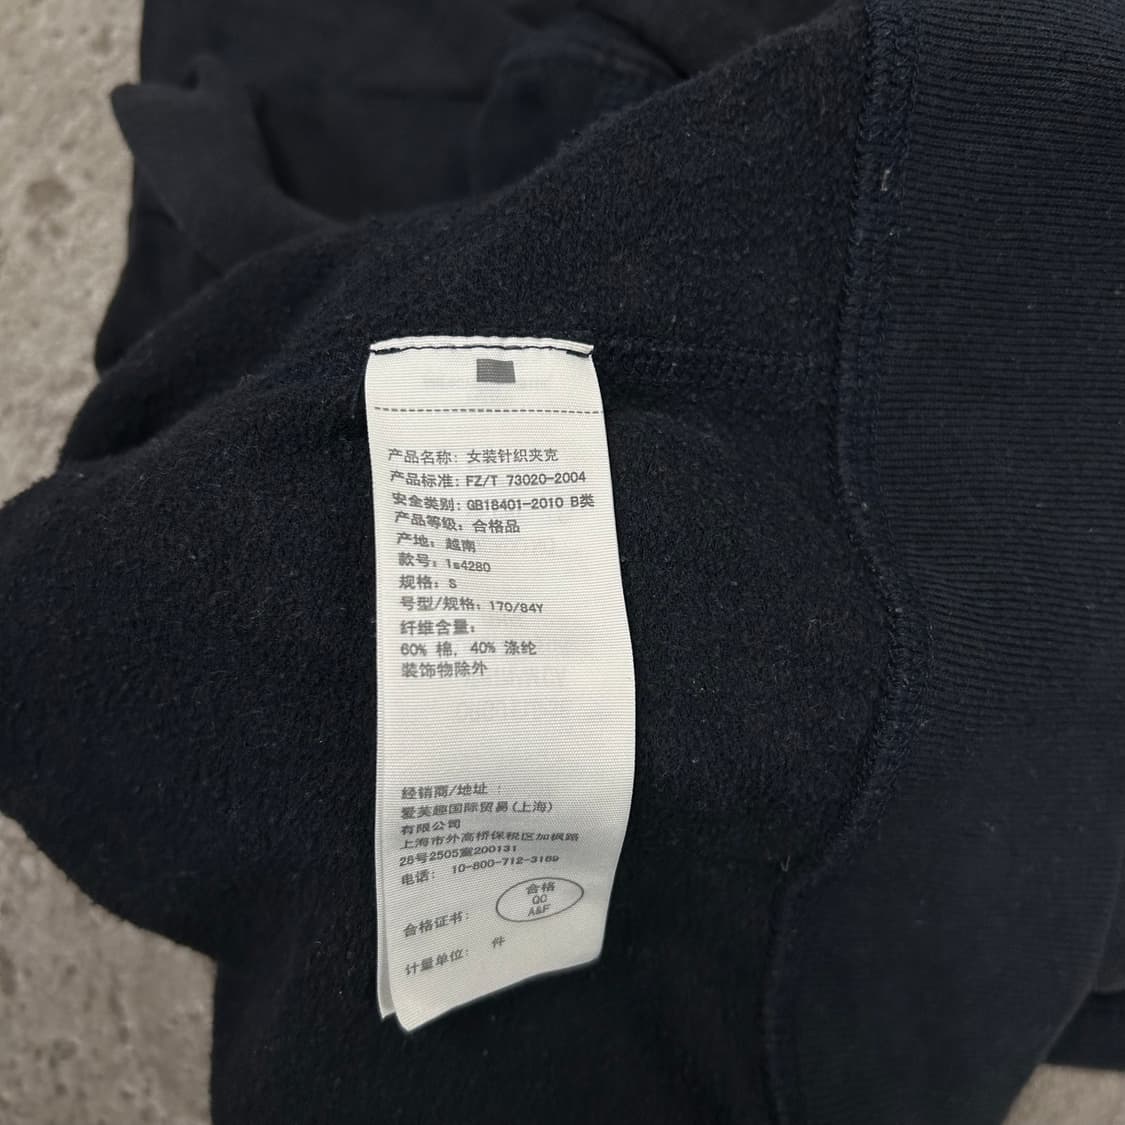 产品名称: 女装针织夹克
产品标准: FZ/T 73020-2004
安全类别: GB18401-2010 B类
产品等级: 合格品
产地: 越南
款号: 1s4280
规格: S
号型/规格: 170/84Y
纤维含量:
60% 棉, 40% 涤纶
装饰物除外
经销商/地址 :
爱芙趣国际贸易(上海)
有限公司
上海市外高桥保税区加枫路
28号2505室200131
电话: 10-800-712-3189
合格
QC
A&F
合格证书:
计量单位: 件